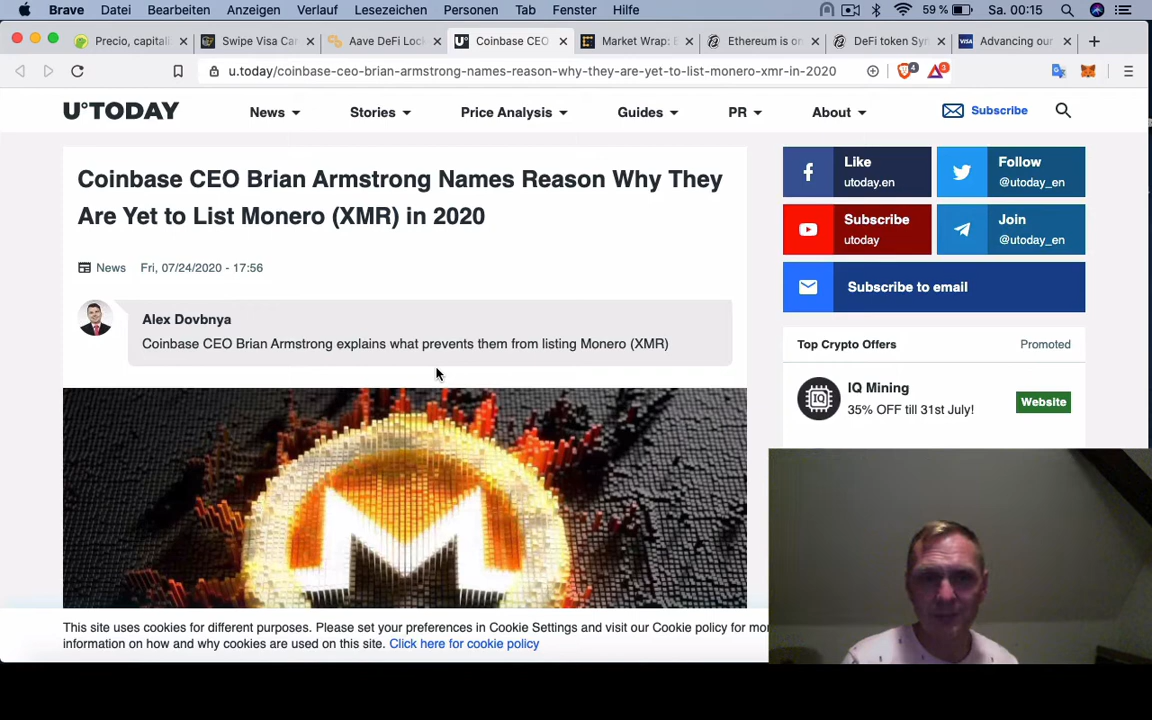 Brave Datei Bearbeiten Anzeigen Verlauf Lesezeichen Personen Tab Fenster Hilfe 59 % Sa. 00:15
Precio, capitali Swipe Visa Car Aave DeFi Lock Coinbase CEO Market Wrap: E Ethereum is on DeFi token Syn Advancing our
u.today/coinbase-ceo-brian-armstrong-names-reason-why-they-are-yet-to-list-monero-xmr-in-2020 4 3
U°TODAY News Stories Price Analysis Guides PR About Subscribe
Coinbase CEO Brian Armstrong Names Reason Why They
Are Yet to List Monero (XMR) in 2020
News Fri, 07/24/2020 - 17:56
Alex Dovbnya
Coinbase CEO Brian Armstrong explains what prevents them from listing Monero (XMR)
Like
utoday.en
Follow
@utoday_en
Subscribe
utoday
Join
@utoday_en
Subscribe to email
Top Crypto Offers Promoted
IQ
IQ Mining
35% OFF till 31st July!
Website
This site uses cookies for different purposes. Please set your preferences in Cookie Settings and visit our Cookie policy for mor
information on how and why cookies are used on this site. Click here for cookie policy